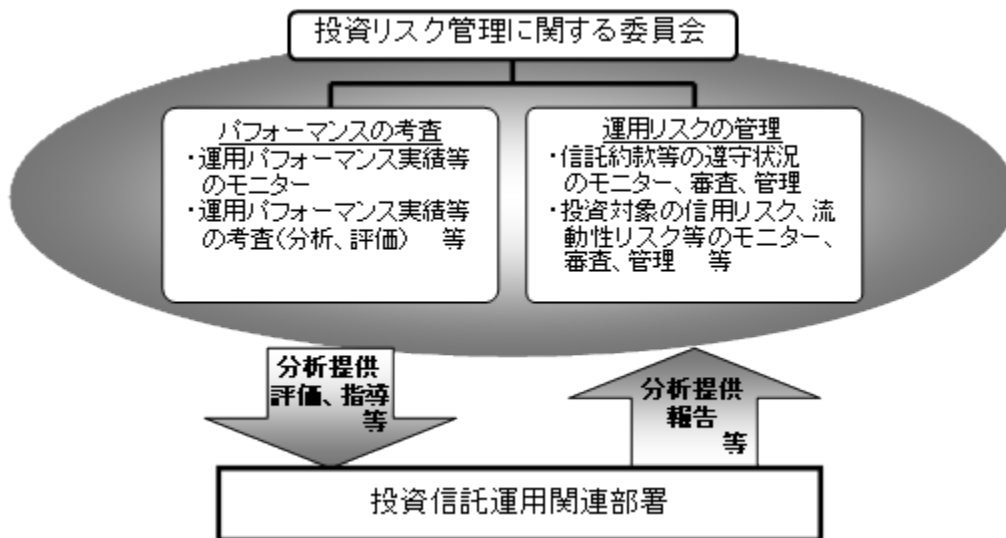 投資リスク管理に関する委員会
パフォーマンスの考査
・運用パフォーマンス実績等
のモニター
・運用パフォーマンス実績等
の考査(分析、評価) 等
運用リスクの管理
・信託約款等の遵守状況
のモニター、審査、管理
・投資対象の信用リスク、流
動性リスク等のモニター、
審査、管理 等
分析提供
評価、指導
等
分析提供
報告
等
投資信託運用関連部署